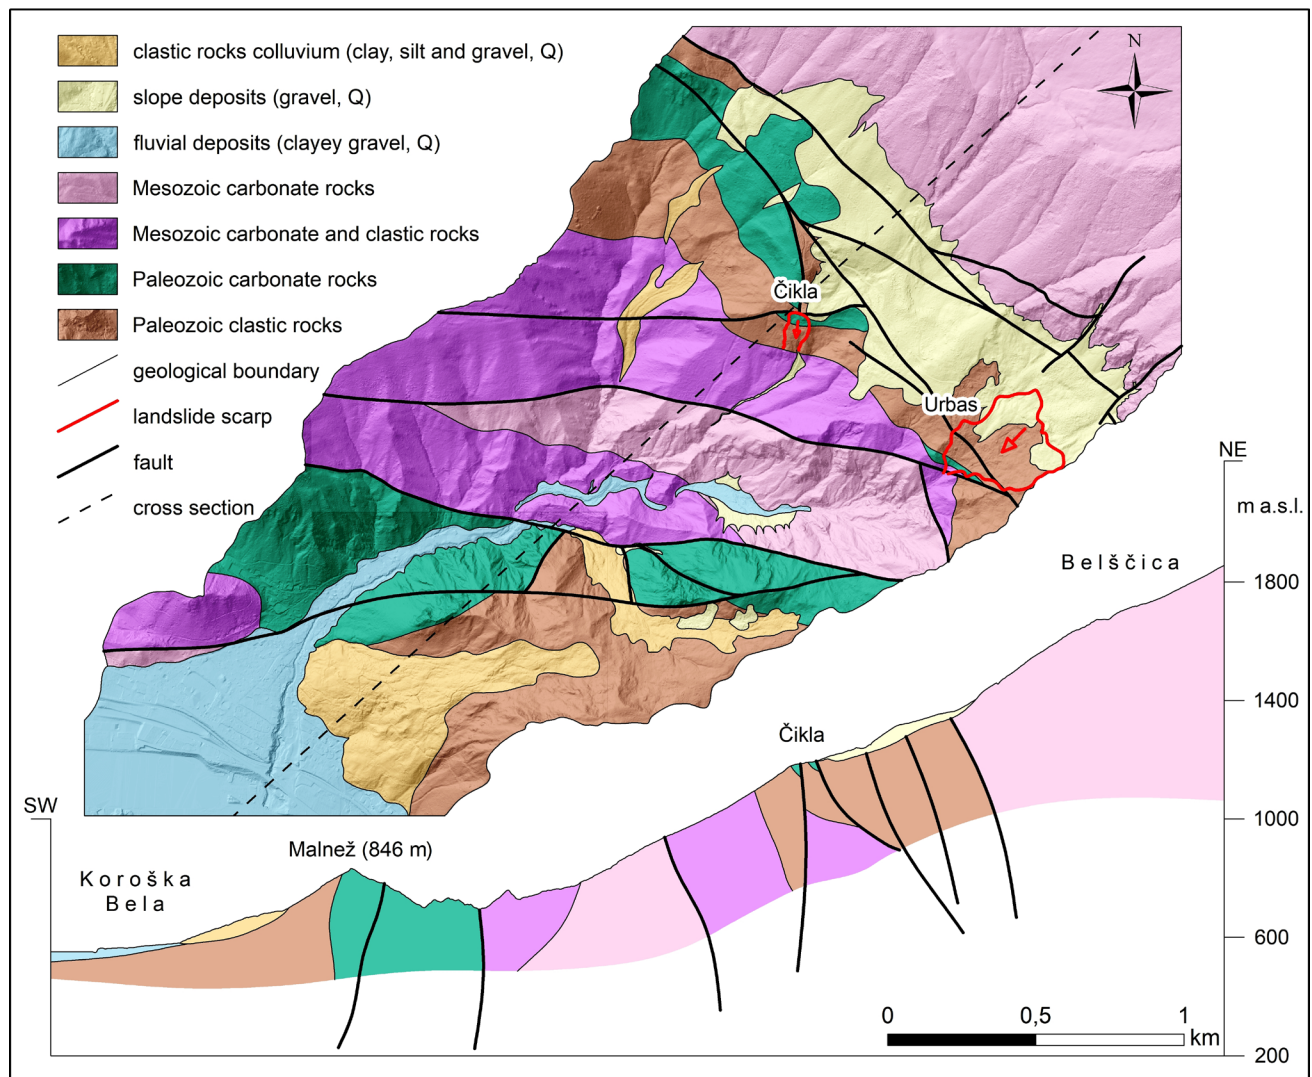 clastic rocks colluvium (clay, silt and gravel, Q)
slope deposits (gravel, Q)
fluvial deposits (clayey gravel, Q)
Mesozoic carbonate rocks
Mesozoic carbonate and clastic rocks
Paleozoic carbonate rocks
Paleozoic clastic rocks
geological boundary
landslide scarp
fault
cross section
N
Čikla
Urbas
NE
m a.s.l.
Belščica
1800
1400
1000
600
200
Čikla
SW
Malnež (846 m)
Koroška
Bela
0 0,5 1
km